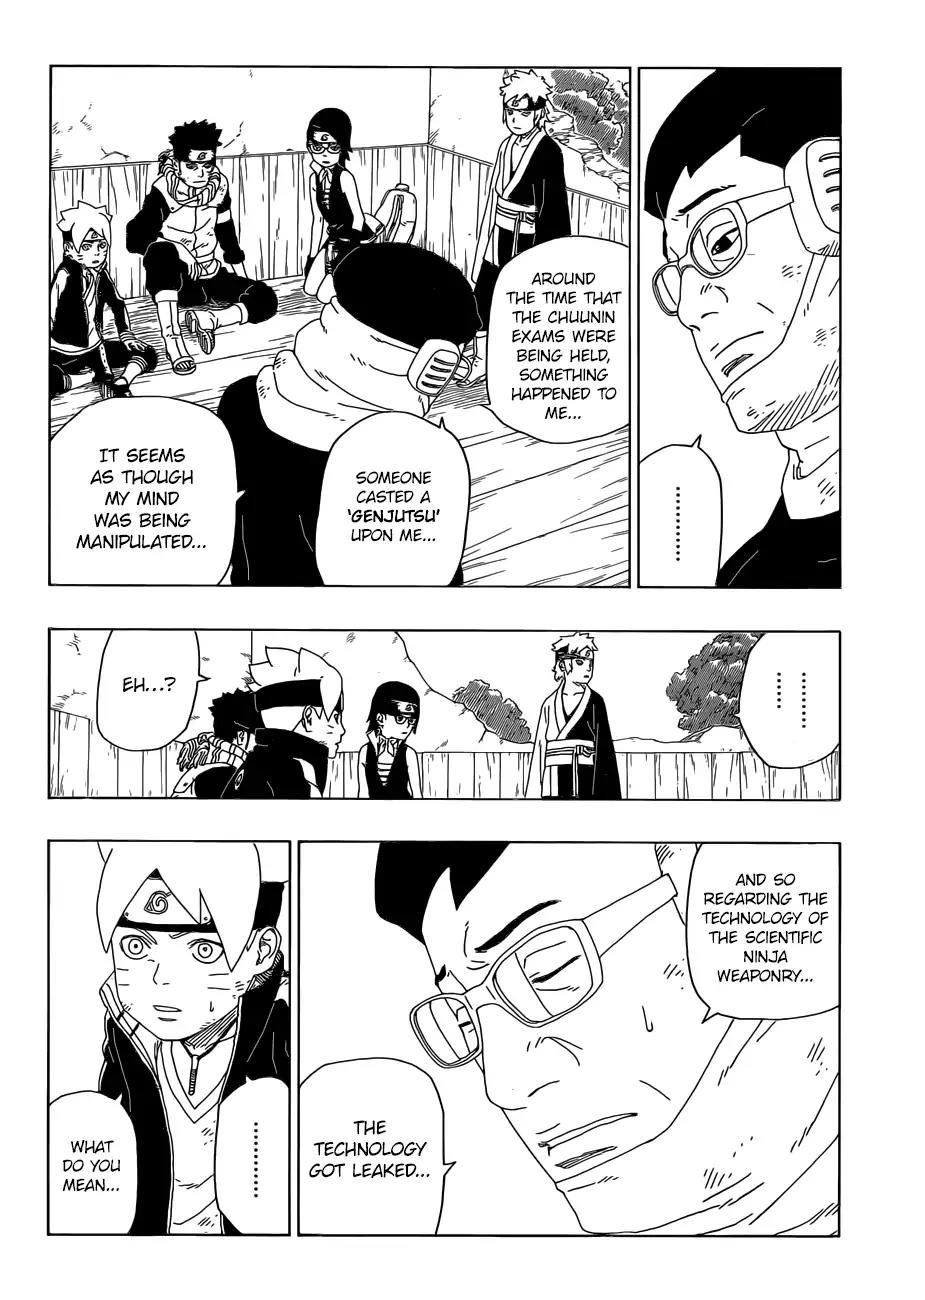 AROUND
THE TIME THAT
THE CHUUNIN
EXAMS WERE
BEING HELD,
SOMETHING
HAPPENED TO
ME...
SOMEONE
CASTED A
'GENJUTSU'
UPON ME...
IT SEEMS
AS THOUGH
MY MIND
WAS BEING
MANIPULATED...
..........
EH...?
........
AND SO
REGARDING THE
TECHNOLOGY OF
THE SCIENTIFIC
NINJA
WEAPONRY...
THE
TECHNOLOGY
GOT LEAKED...
..........
WHAT
DO YOU
MEAN...